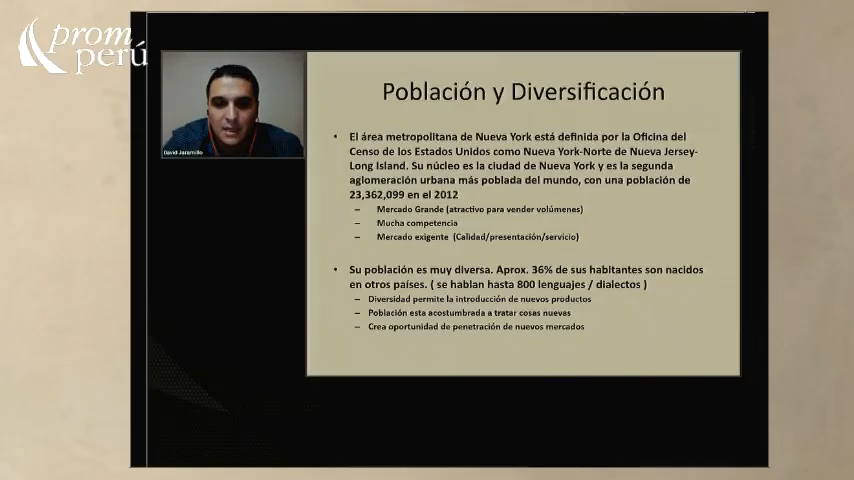 prom
perú
David Jaramillo
Población y Diversificación
• El área metropolitana de Nueva York está definida por la Oficina del
Censo de los Estados Unidos como Nueva York-Norte de Nueva Jersey-
Long Island. Su núcleo es la ciudad de Nueva York y es la segunda
aglomeración urbana más poblada del mundo, con una población de
23,362,099 en el 2012
– Mercado Grande (atractivo para vender volúmenes)
– Mucha competencia
– Mercado exigente (Calidad/presentación/servicio)
• Su población es muy diversa. Aprox. 36% de sus habitantes son nacidos
en otros países. ( se hablan hasta 800 lenguajes / dialectos )
– Diversidad permite la introducción de nuevos productos
– Población esta acostumbrada a tratar cosas nuevas
– Crea oportunidad de penetración de nuevos mercados